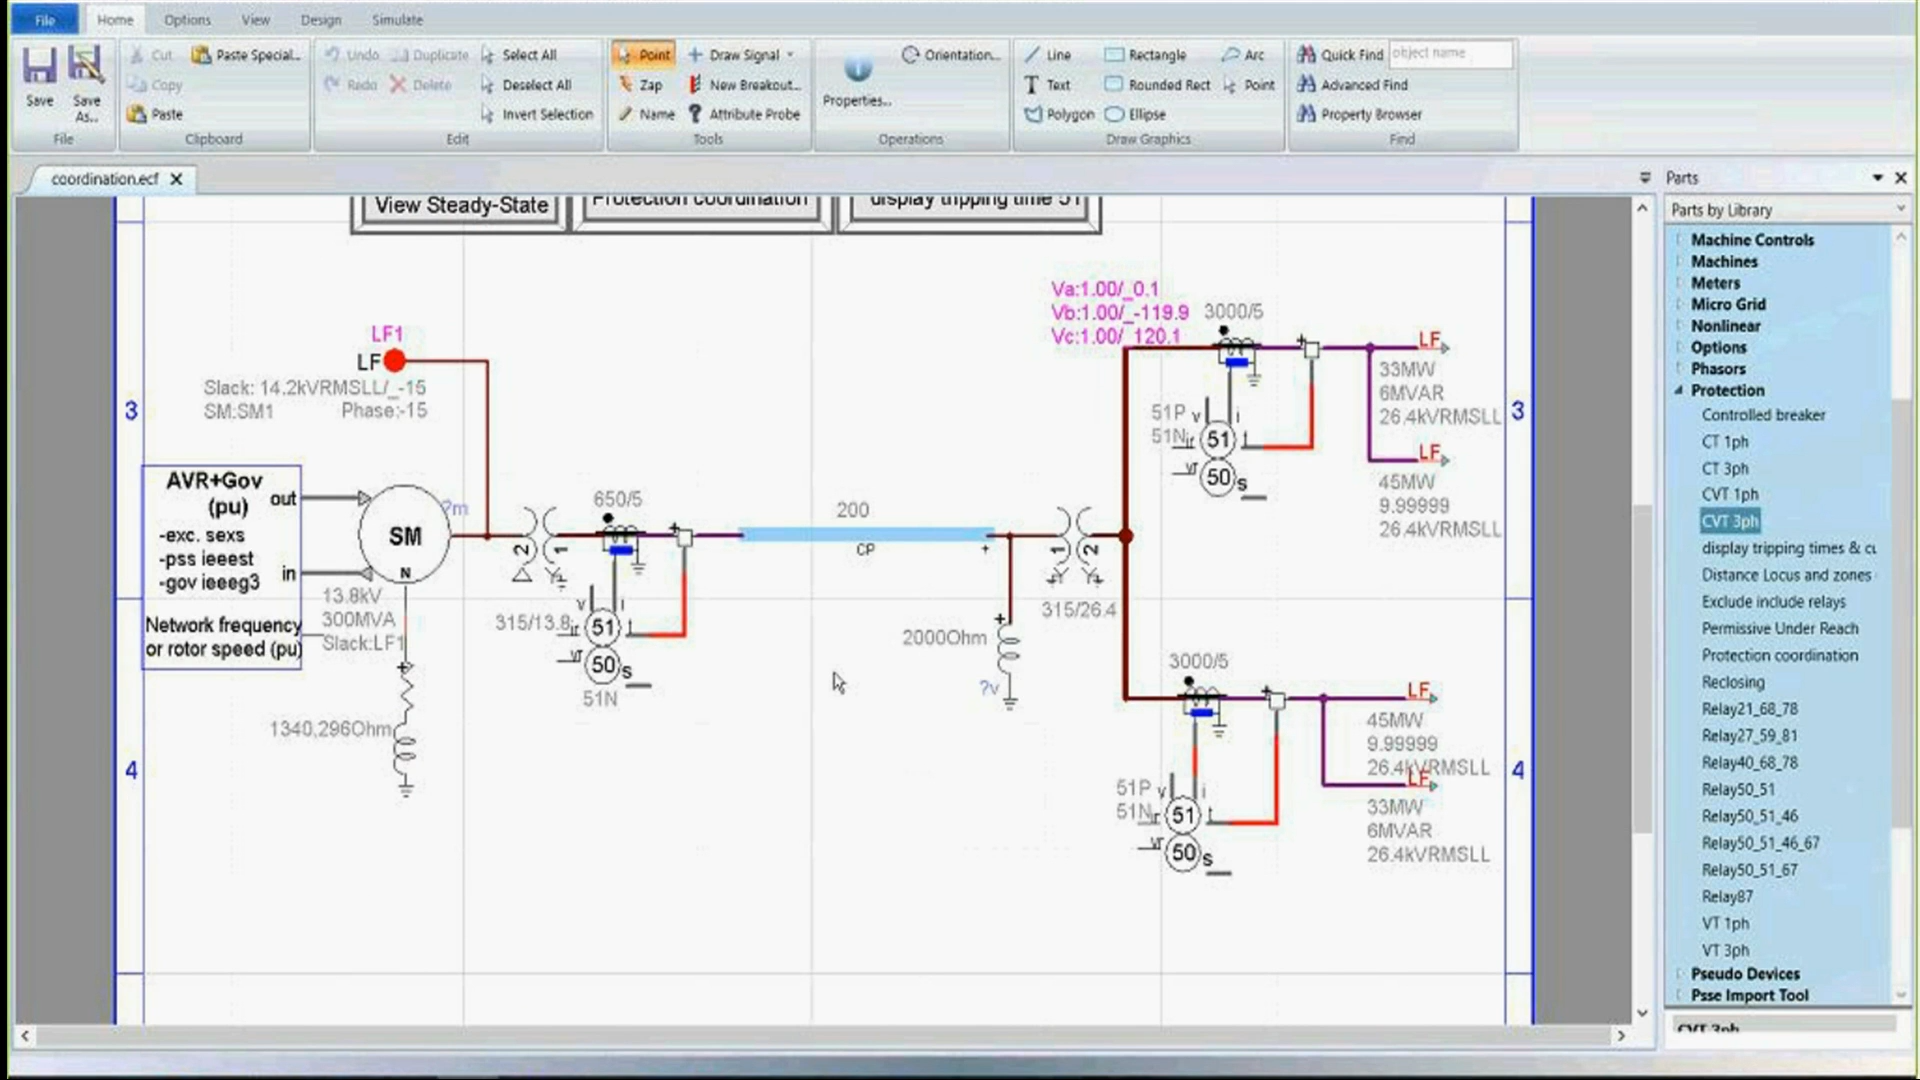 File Home Options View Design Simulate
Save
Save As..
File
Cut
Copy
Paste
Paste Special...
Clipboard
Undo
Redo
Duplicate
Delete
Select All
Deselect All
Invert Selection
Edit
Point
Zap
Name
Draw Signal
New Breakout...
Attribute Probe
Tools
Properties...
Orientation...
Operations
Line
Text
Polygon
Rectangle
Rounded Rect
Ellipse
Arc
Point
Draw Graphics
Quick Find object name
Advanced Find
Property Browser
Find
coordination.ecf
View Steady-State
Protection coordination
display tripping time 51
3
4
LF1
LF
Slack: 14.2kVRMSLL/_-15
SM:SM1 Phase:-15
AVR+Gov
(pu)
-exc. sexs
-pss ieeest
-gov ieeeg3
out
in
Network frequency
or rotor speed (pu)
SM
N
?m
13.8kV
300MVA
Slack:LF1
1340,296Ohm
2 1
315/13.8
650/5
v i
ir 51 t
vr 50 s
51N
200
CP
+
2000Ohm
?v
1 2
315/26.4
Va:1.00/_0.1
Vb:1.00/_-119.9
Vc:1.00/_120.1
3000/5
51P v i
51N ir 51 t
vr 50 s
LF
33MW
6MVAR
26.4kVRMSLL
LF
45MW
9.99999
26.4kVRMSLL
3000/5
51P v i
51N r 51 t
vr 50 s
LF
45MW
9.99999
26.4kVRMSLL
LF
33MW
6MVAR
26.4kVRMSLL
3
4
Parts
Parts by Library
Machine Controls
Machines
Meters
Micro Grid
Nonlinear
Options
Phasors
Protection
Controlled breaker
CT 1ph
CT 3ph
CVT 1ph
CVT 3ph
display tripping times & cu
Distance Locus and zones
Exclude include relays
Permissive Under Reach
Protection coordination
Reclosing
Relay21_68_78
Relay27_59_81
Relay40_68_78
Relay50_51
Relay50_51_46
Relay50_51_46_67
Relay50_51_67
Relay87
VT 1ph
VT 3ph
Pseudo Devices
Psse Import Tool
CVT 3ph